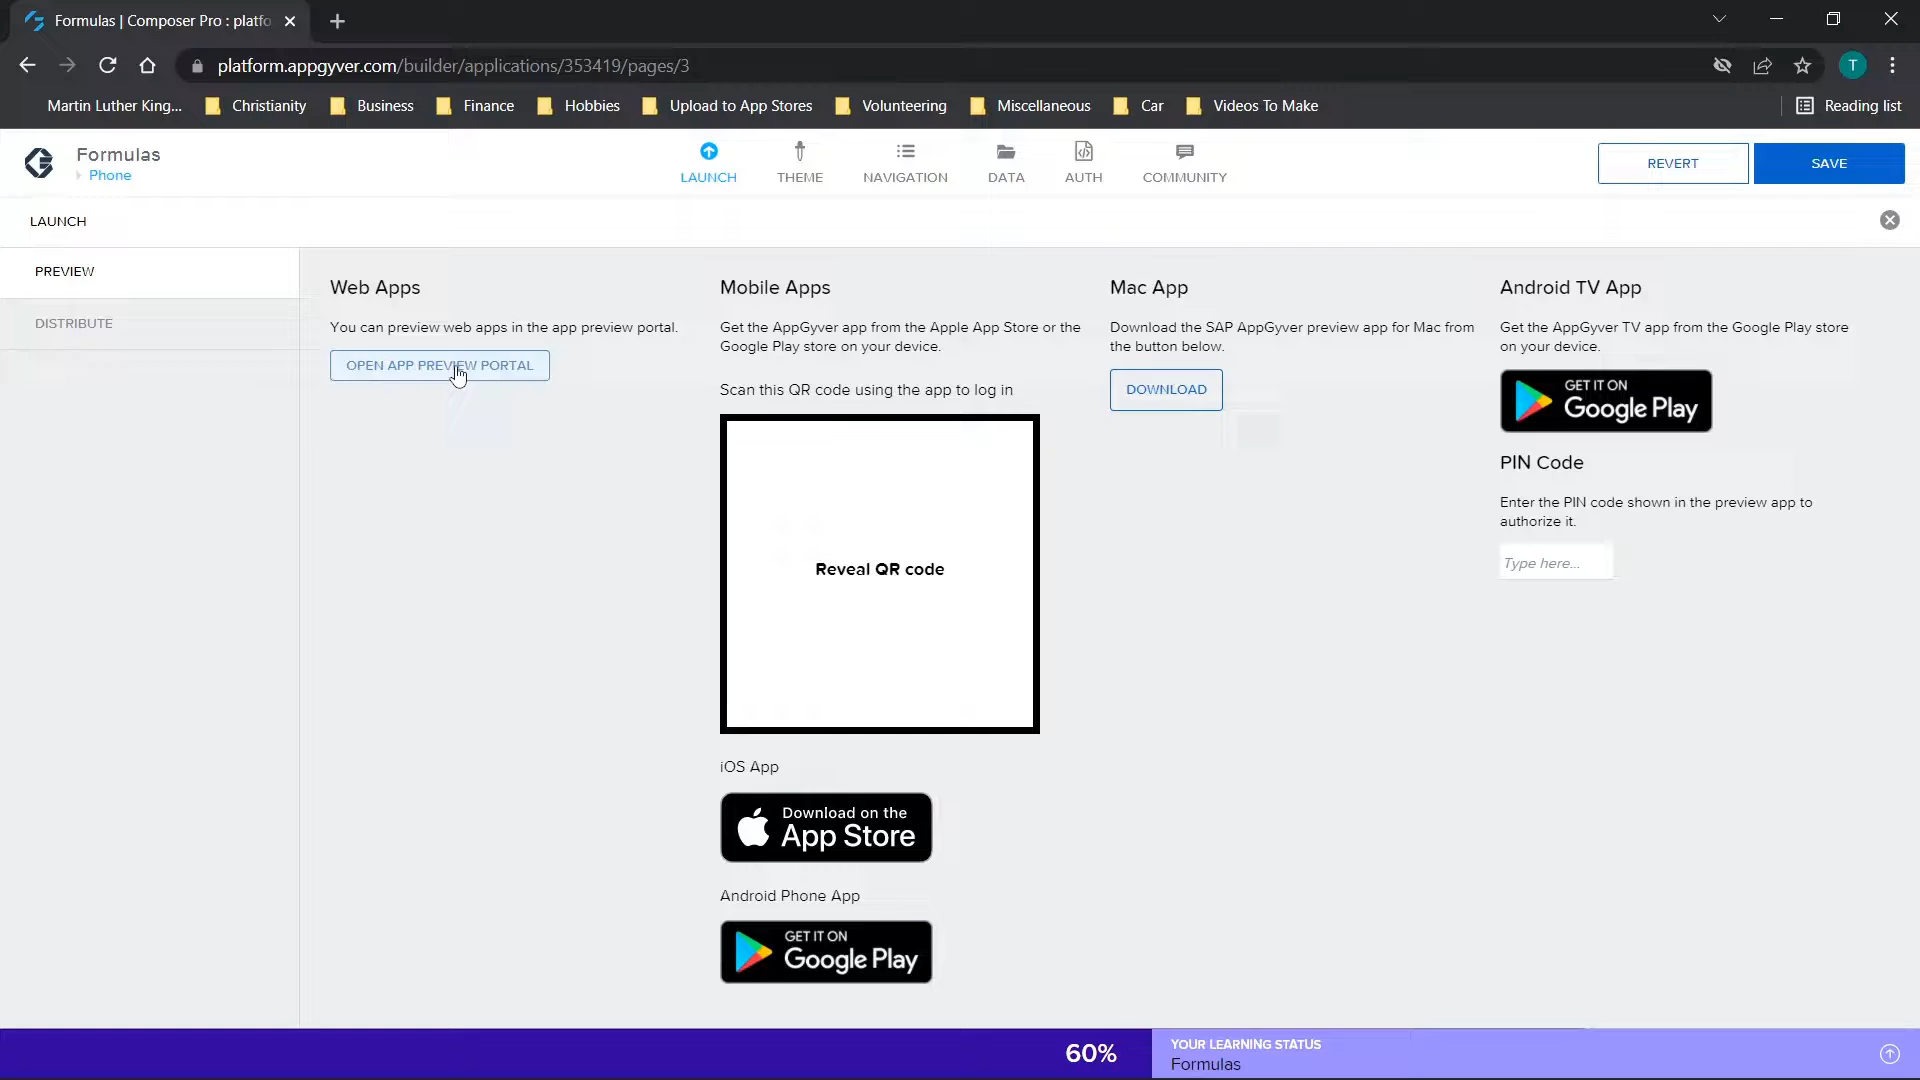 Formulas | Composer Pro : platfo
platform.appgyver.com/builder/applications/353419/pages/3
T
Martin Luther King...
Christianity
Business
Finance
Hobbies
Upload to App Stores
Volunteering
Miscellaneous
Car
Videos To Make
Reading list
Formulas
Phone
LAUNCH
THEME
NAVIGATION
DATA
AUTH
COMMUNITY
REVERT
SAVE
LAUNCH
PREVIEW
DISTRIBUTE
Web Apps
You can preview web apps in the app preview portal.
OPEN APP PREVIEW PORTAL
Mobile Apps
Get the AppGyver app from the Apple App Store or the
Google Play store on your device.
Scan this QR code using the app to log in
Reveal QR code
iOS App
Download on the
App Store
Android Phone App
GET IT ON
Google Play
Mac App
Download the SAP AppGyver preview app for Mac from
the button below.
DOWNLOAD
Android TV App
Get the AppGyver TV app from the Google Play store
on your device.
GET IT ON
Google Play
PIN Code
Enter the PIN code shown in the preview app to
authorize it.
Type here...
60%
YOUR LEARNING STATUS
Formulas